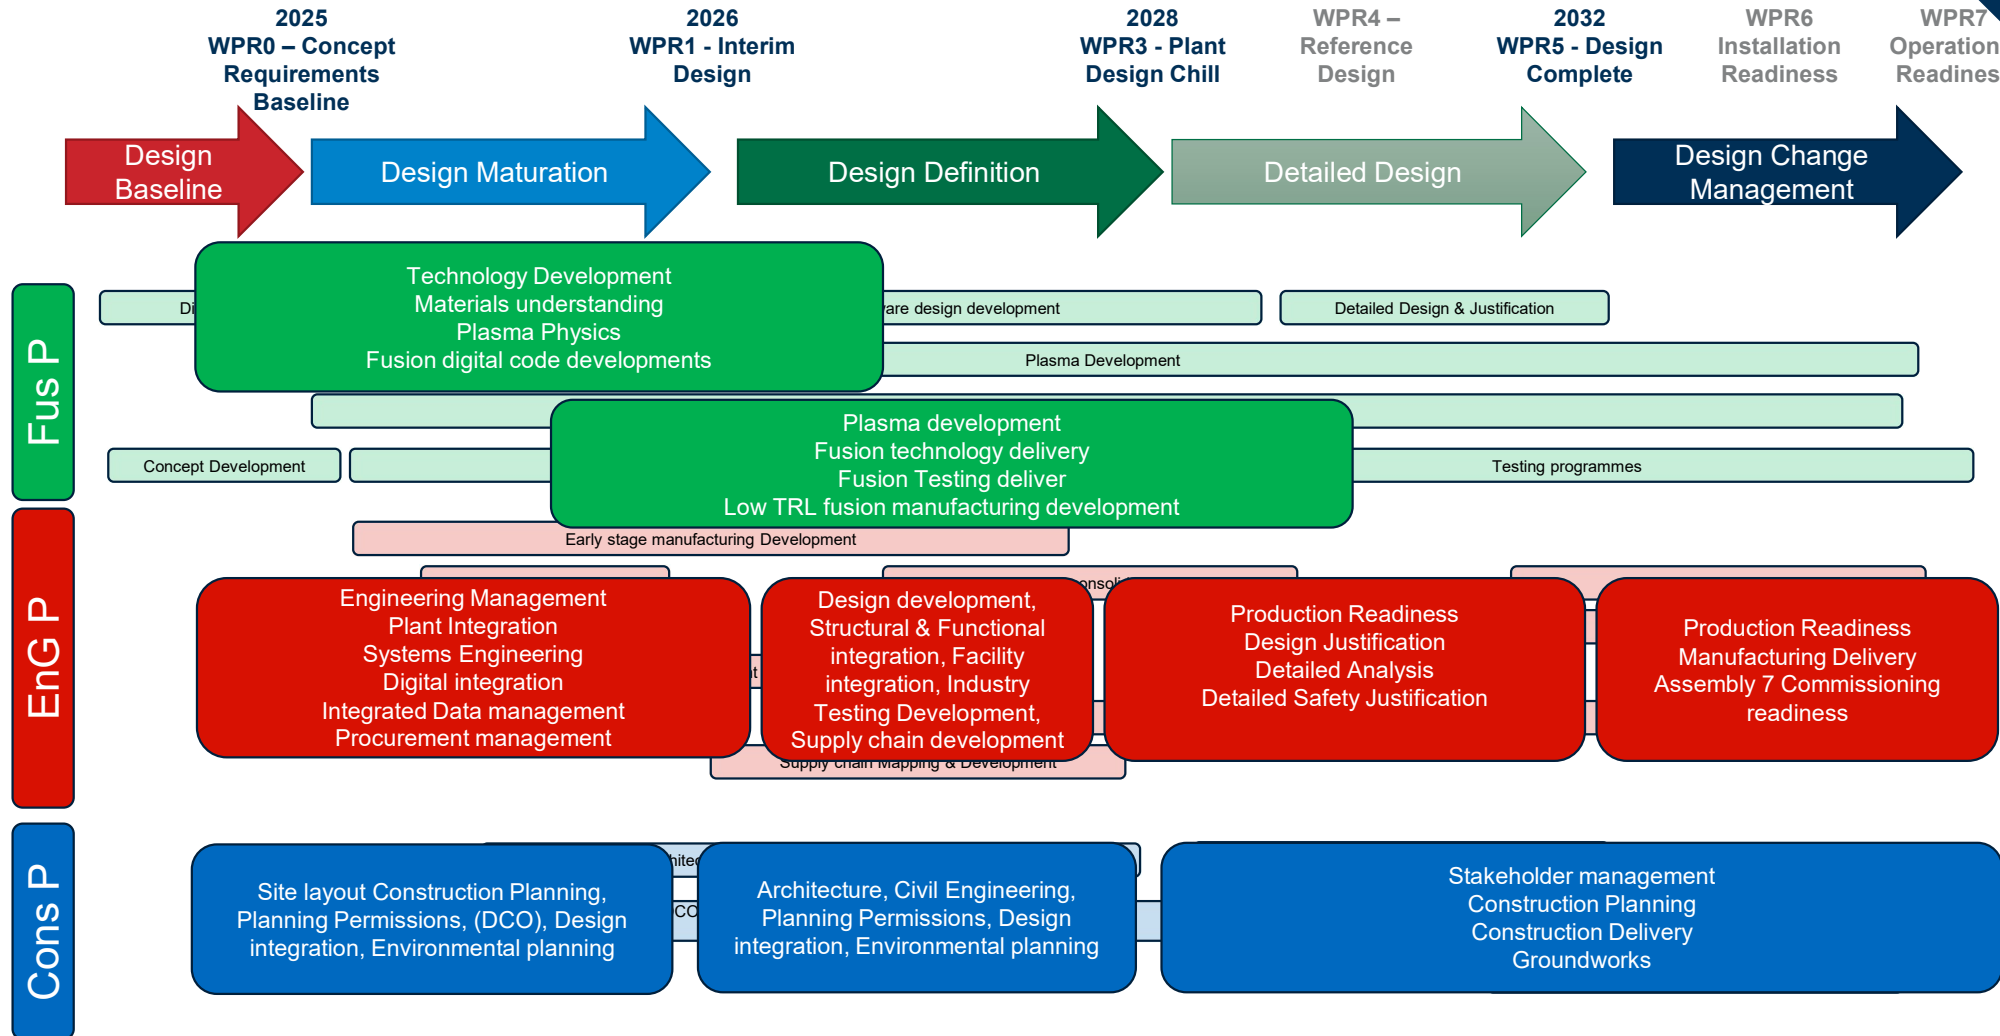 2025
WPR0 – Concept
Requirements
Baseline
2026
WPR1 - Interim
Design
2028
WPR3 - Plant
Design Chill
WPR4 –
Reference
Design
2032
WPR5 - Design
Complete
WPR6
Installation
Readiness
WPR7
Operation
Readines
Design
Baseline
Design Maturation
Design Definition
Detailed Design
Design Change
Management
Fus P
Technology Development
Materials understanding
Plasma Physics
Fusion digital code developments
design development
Detailed Design & Justification
Plasma Development
Plasma development
Fusion technology delivery
Fusion Testing deliver
Low TRL fusion manufacturing development
Concept Development
Testing programmes
EnG P
Early stage manufacturing Development
Engineering Management
Plant Integration
Systems Engineering
Digital integration
Integrated Data management
Procurement management
Design development,
Structural & Functional
integration, Facility
integration, Industry
Testing Development,
Supply chain development
Production Readiness
Design Justification
Detailed Analysis
Detailed Safety Justification
Production Readiness
Manufacturing Delivery
Assembly 7 Commissioning
readiness
Supply chain Mapping & Development
Cons P
Site layout Construction Planning,
Planning Permissions, (DCO), Design
integration, Environmental planning
Architecture, Civil Engineering,
Planning Permissions, Design
integration, Environmental planning
Stakeholder management
Construction Planning
Construction Delivery
Groundworks